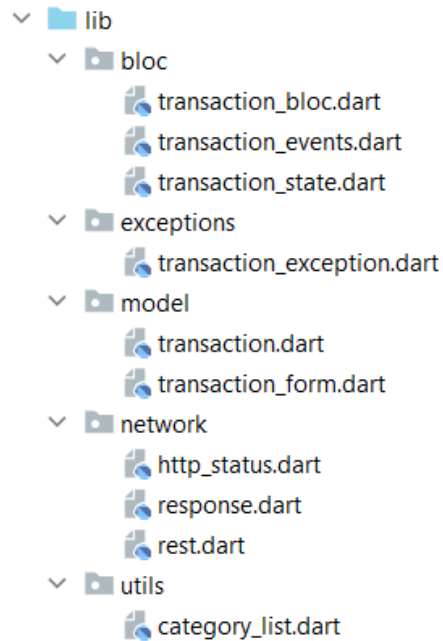 lib
bloc
transaction_bloc.dart
transaction_events.dart
transaction_state.dart
exceptions
transaction_exception.dart
model
transaction.dart
transaction_form.dart
network
http_status.dart
response.dart
rest.dart
utils
category_list.dart